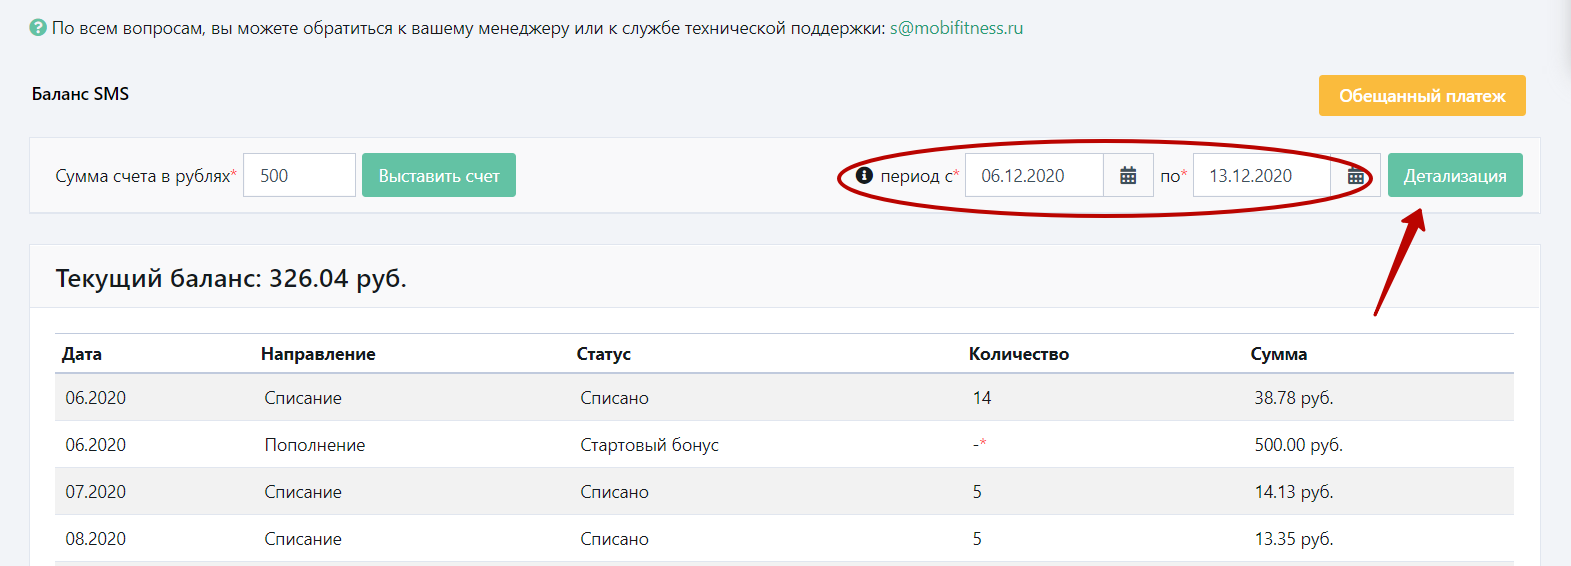 По всем вопросам, вы можете обратиться к вашему менеджеру или к службе технической поддержки: s@mobifitness.ru
Баланс SMS
Обещанный платеж
Сумма счета в рублях* 500 Выставить счет период с* 06.12.2020 по* 13.12.2020 Детализация
Текущий баланс: 326.04 руб.
Дата Направление Статус Количество Сумма
06.2020 Списание Списано 14 38.78 руб.
06.2020 Пополнение Стартовый бонус -* 500.00 руб.
07.2020 Списание Списано 5 14.13 руб.
08.2020 Списание Списано 5 13.35 руб.